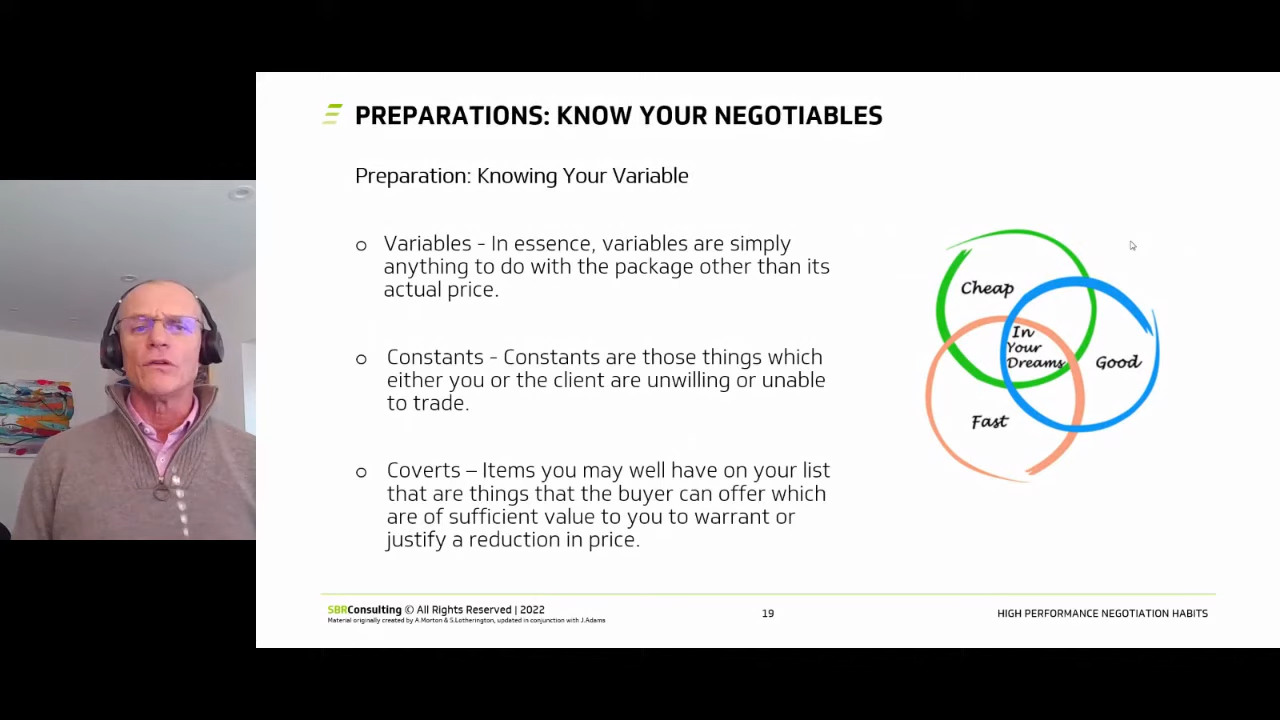 PREPARATIONS: KNOW YOUR NEGOTIABLES
Preparation: Knowing Your Variable
o Variables - In essence, variables are simply
anything to do with the package other than its
actual price.
o Constants - Constants are those things which
either you or the client are unwilling or unable
to trade.
o Coverts – Items you may well have on your list
that are things that the buyer can offer which
are of sufficient value to you to warrant or
justify a reduction in price.
Cheap
In
Your
Dreams
Good
Fast
SBRConsulting © All Rights Reserved | 2022
Material originally created by A.Morton & S.Lotherington, updated in conjunction with J.Adams
19
HIGH PERFORMANCE NEGOTIATION HABITS